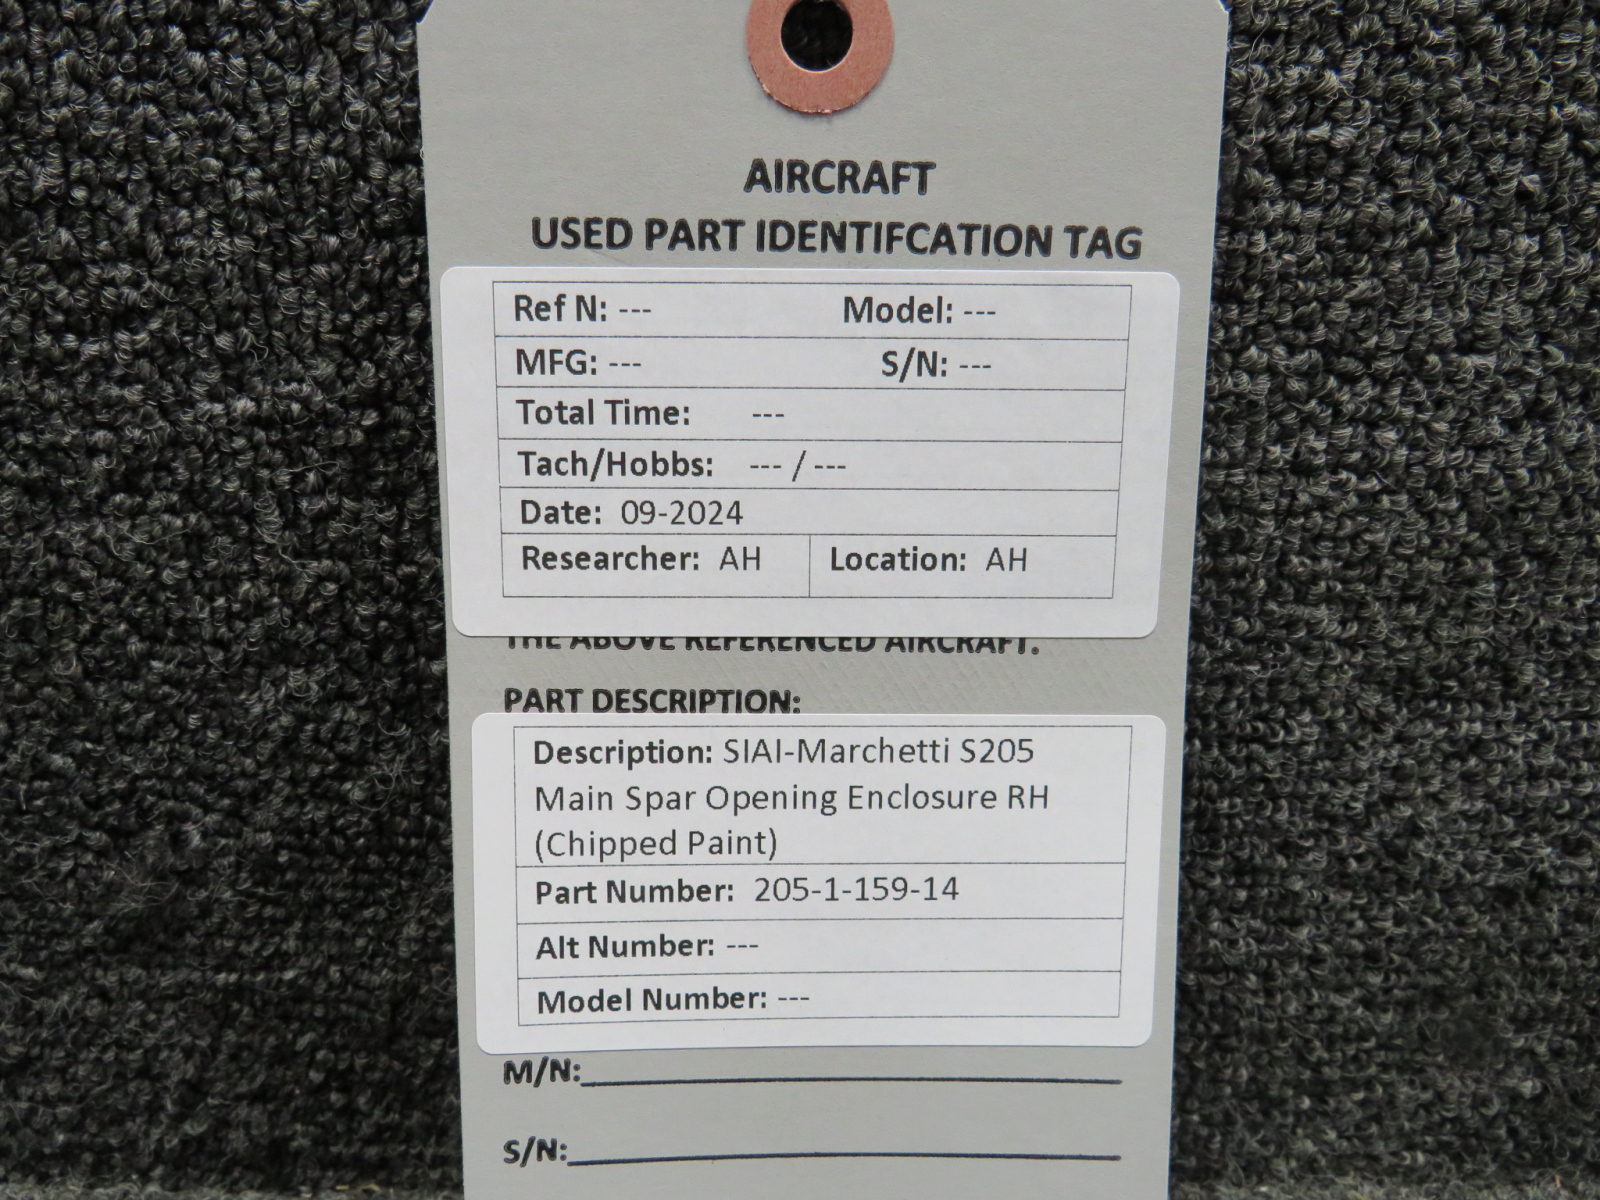 AIRCRAFT
USED PART IDENTIFCATION TAG
Ref N: --- Model: ---
MFG: --- S/N: ---
Total Time: ---
Tach/Hobbs: --- / ---
Date: 09-2024
Researcher: AH Location: AH
THE ABOVE REFERENCED AIRCRAFT.
PART DESCRIPTION:
Description: SIAI-Marchetti S205
Main Spar Opening Enclosure RH
(Chipped Paint)
Part Number: 205-1-159-14
Alt Number: ---
Model Number: ---
M/N:
S/N: